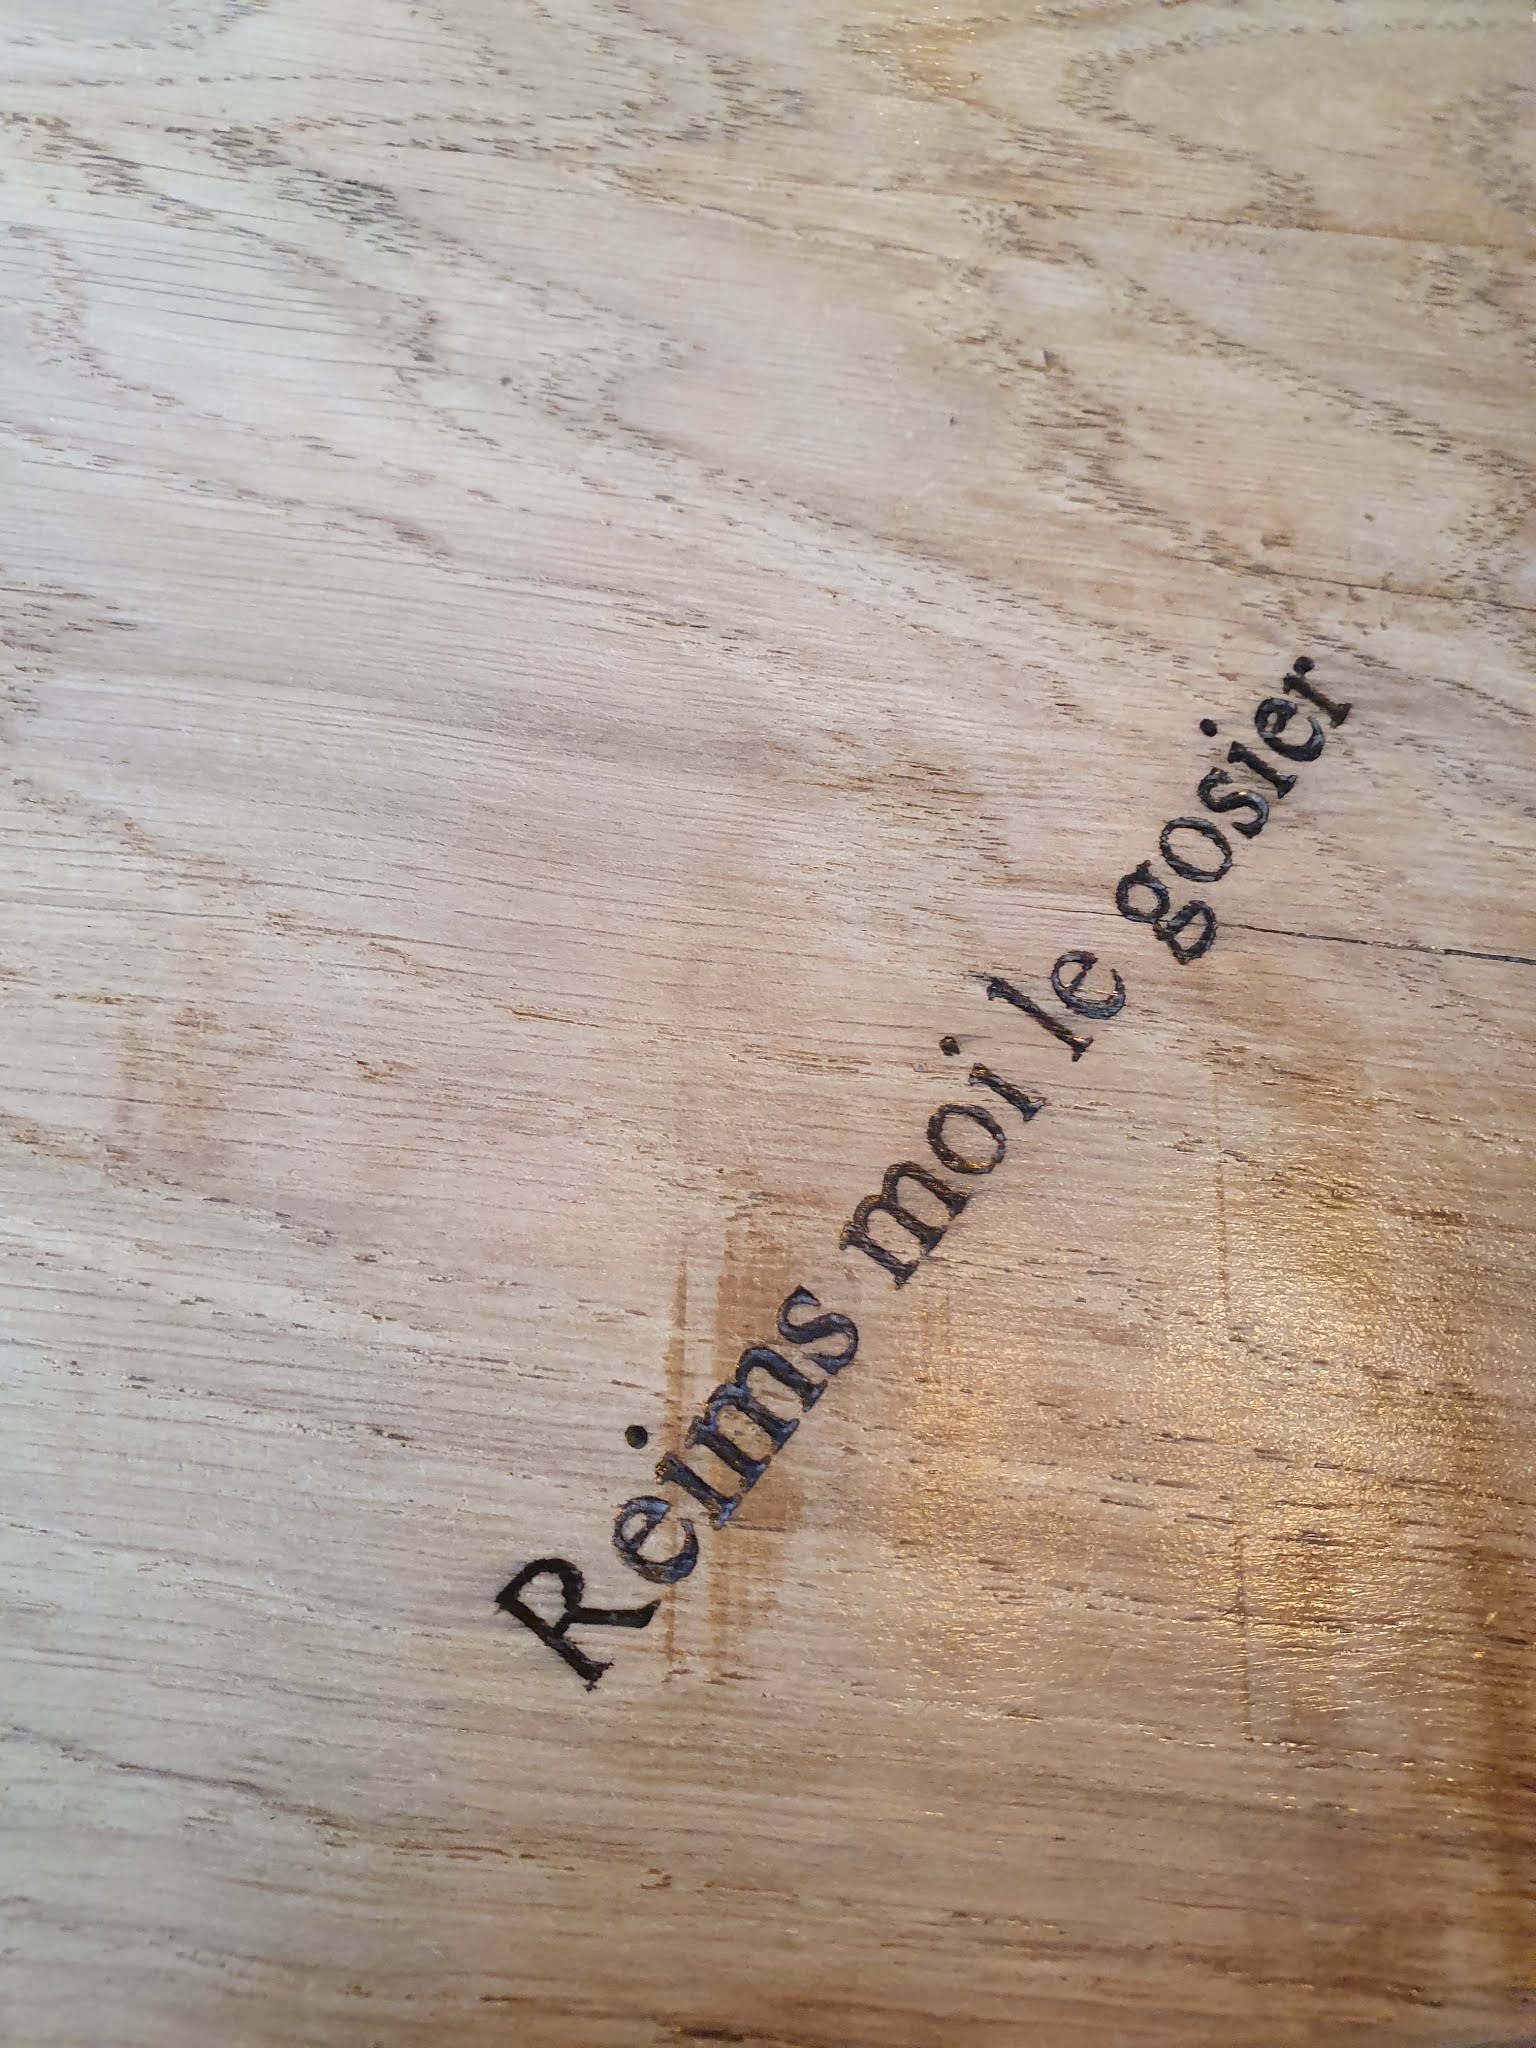 Reims moi le gosier